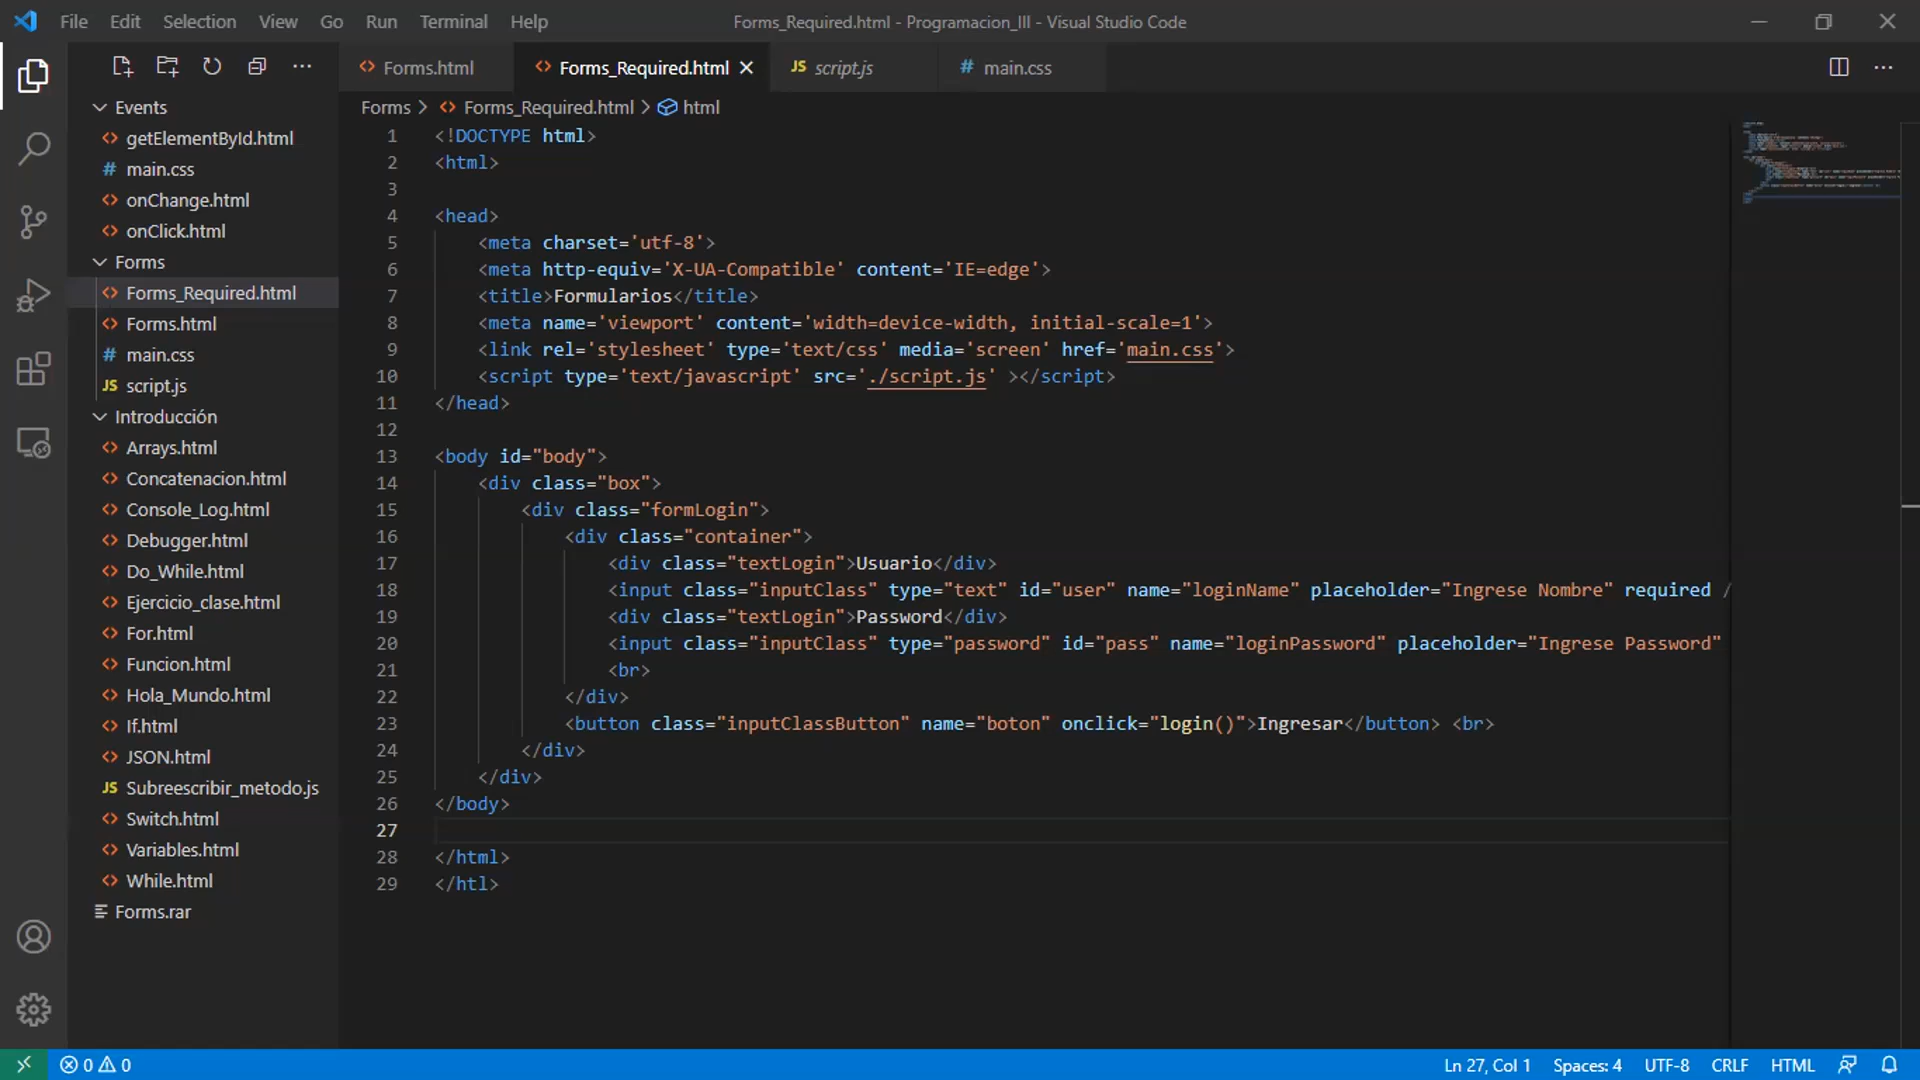 File Edit Selection View Go Run Terminal Help
Forms_Required.html - Programacion_III - Visual Studio Code
Forms.html
Forms_Required.html
JS script.js
# main.css
Forms > Forms_Required.html > html
Events
getElementById.html
# main.css
onChange.html
onClick.html
Forms
Forms_Required.html
Forms.html
# main.css
JS script.js
Introducción
Arrays.html
Concatenacion.html
Console_Log.html
Debugger.html
Do_While.html
Ejercicio_clase.html
For.html
Funcion.html
Hola_Mundo.html
If.html
JSON.html
JS Subreescribir_metodo.js
Switch.html
Variables.html
While.html
Forms.rar
1 <!DOCTYPE html>
2 <html>
3
4 <head>
5 <meta charset='utf-8'>
6 <meta http-equiv='X-UA-Compatible' content='IE=edge'>
7 <title>Formularios</title>
8 <meta name='viewport' content='width=device-width, initial-scale=1'>
9 <link rel='stylesheet' type='text/css' media='screen' href='main.css'>
10 <script type='text/javascript' src='./script.js' ></script>
11 </head>
12
13 <body id="body">
14 <div class="box">
15 <div class="formLogin">
16 <div class="container">
17 <div class="textLogin">Usuario</div>
18 <input class="inputClass" type="text" id="user" name="loginName" placeholder="Ingrese Nombre" required /
19 <div class="textLogin">Password</div>
20 <input class="inputClass" type="password" id="pass" name="loginPassword" placeholder="Ingrese Password"
21 <br>
22 </div>
23 <button class="inputClassButton" name="boton" onclick="login()">Ingresar</button> <br>
24 </div>
25 </div>
26 </body>
27
28 </html>
29 </htl>
0 0
Ln 27, Col 1 Spaces: 4 UTF-8 CRLF HTML